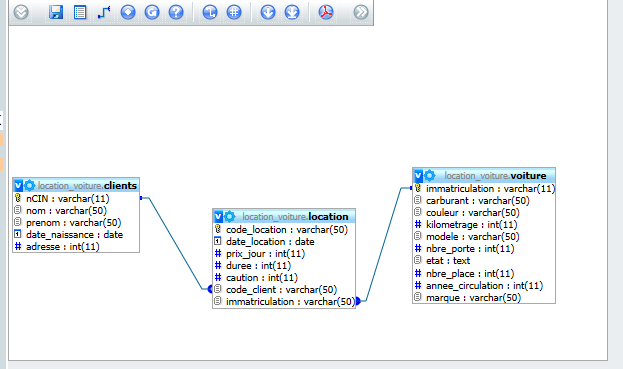 location_voiture.clients
nCIN : varchar(11)
nom : varchar(50)
prenom : varchar(50)
date_naissance : date
adresse : int(11)
location_voiture.location
code_location : varchar(50)
date_location : date
prix_jour : int(11)
duree : int(11)
caution : int(11)
code_client : varchar(50)
immatriculation : varchar(50)
location_voiture.voiture
immatriculation : varchar(11)
carburant : varchar(50)
couleur : varchar(50)
kilometrage : int(11)
modele : varchar(50)
nbre_porte : int(11)
etat : text
nbre_place : int(11)
annee_circulation : int(11)
marque : varchar(50)